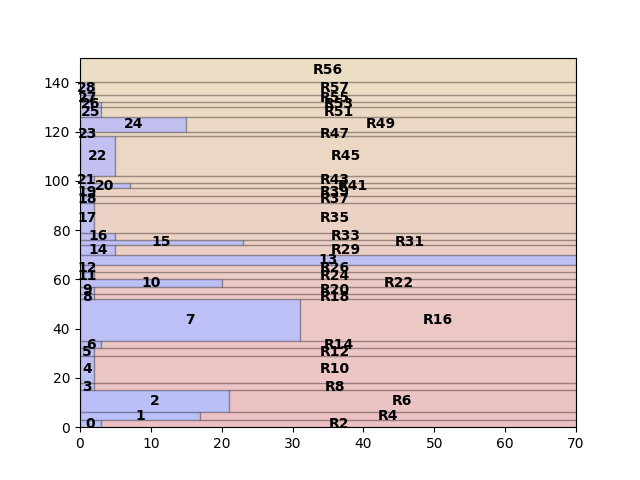 R56
140
28 R57
27 R55
26 R53
25 R51
24 R49
120 23 R47
22 R45
100 21 R43
20 R41
19 R39
18 R37
17 R35
80
16 R33
15 R31
14 R29
13
12 R26
60 11 R24
10 R22
9 R20
8 R18
7 R16
40
6 R14
5 R12
4 R10
20
3 R8
2 R6
1 R4
0 0 R2
0 10 20 30 40 50 60 70